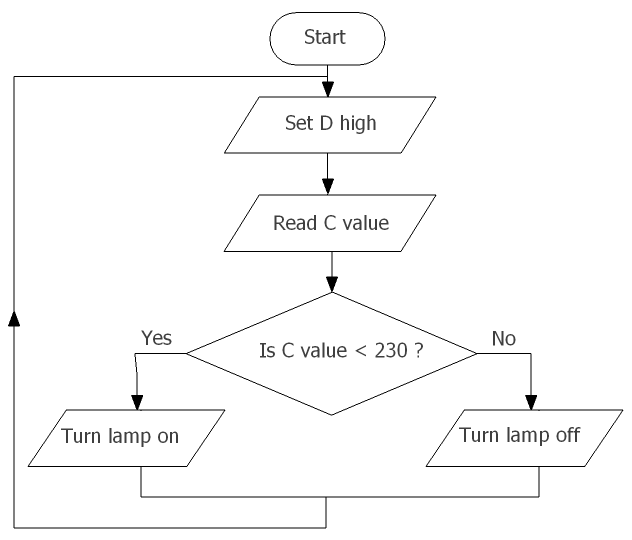 Start
Set D high
Read C value
Is C value < 230 ?
Yes
No
Turn lamp on
Turn lamp off